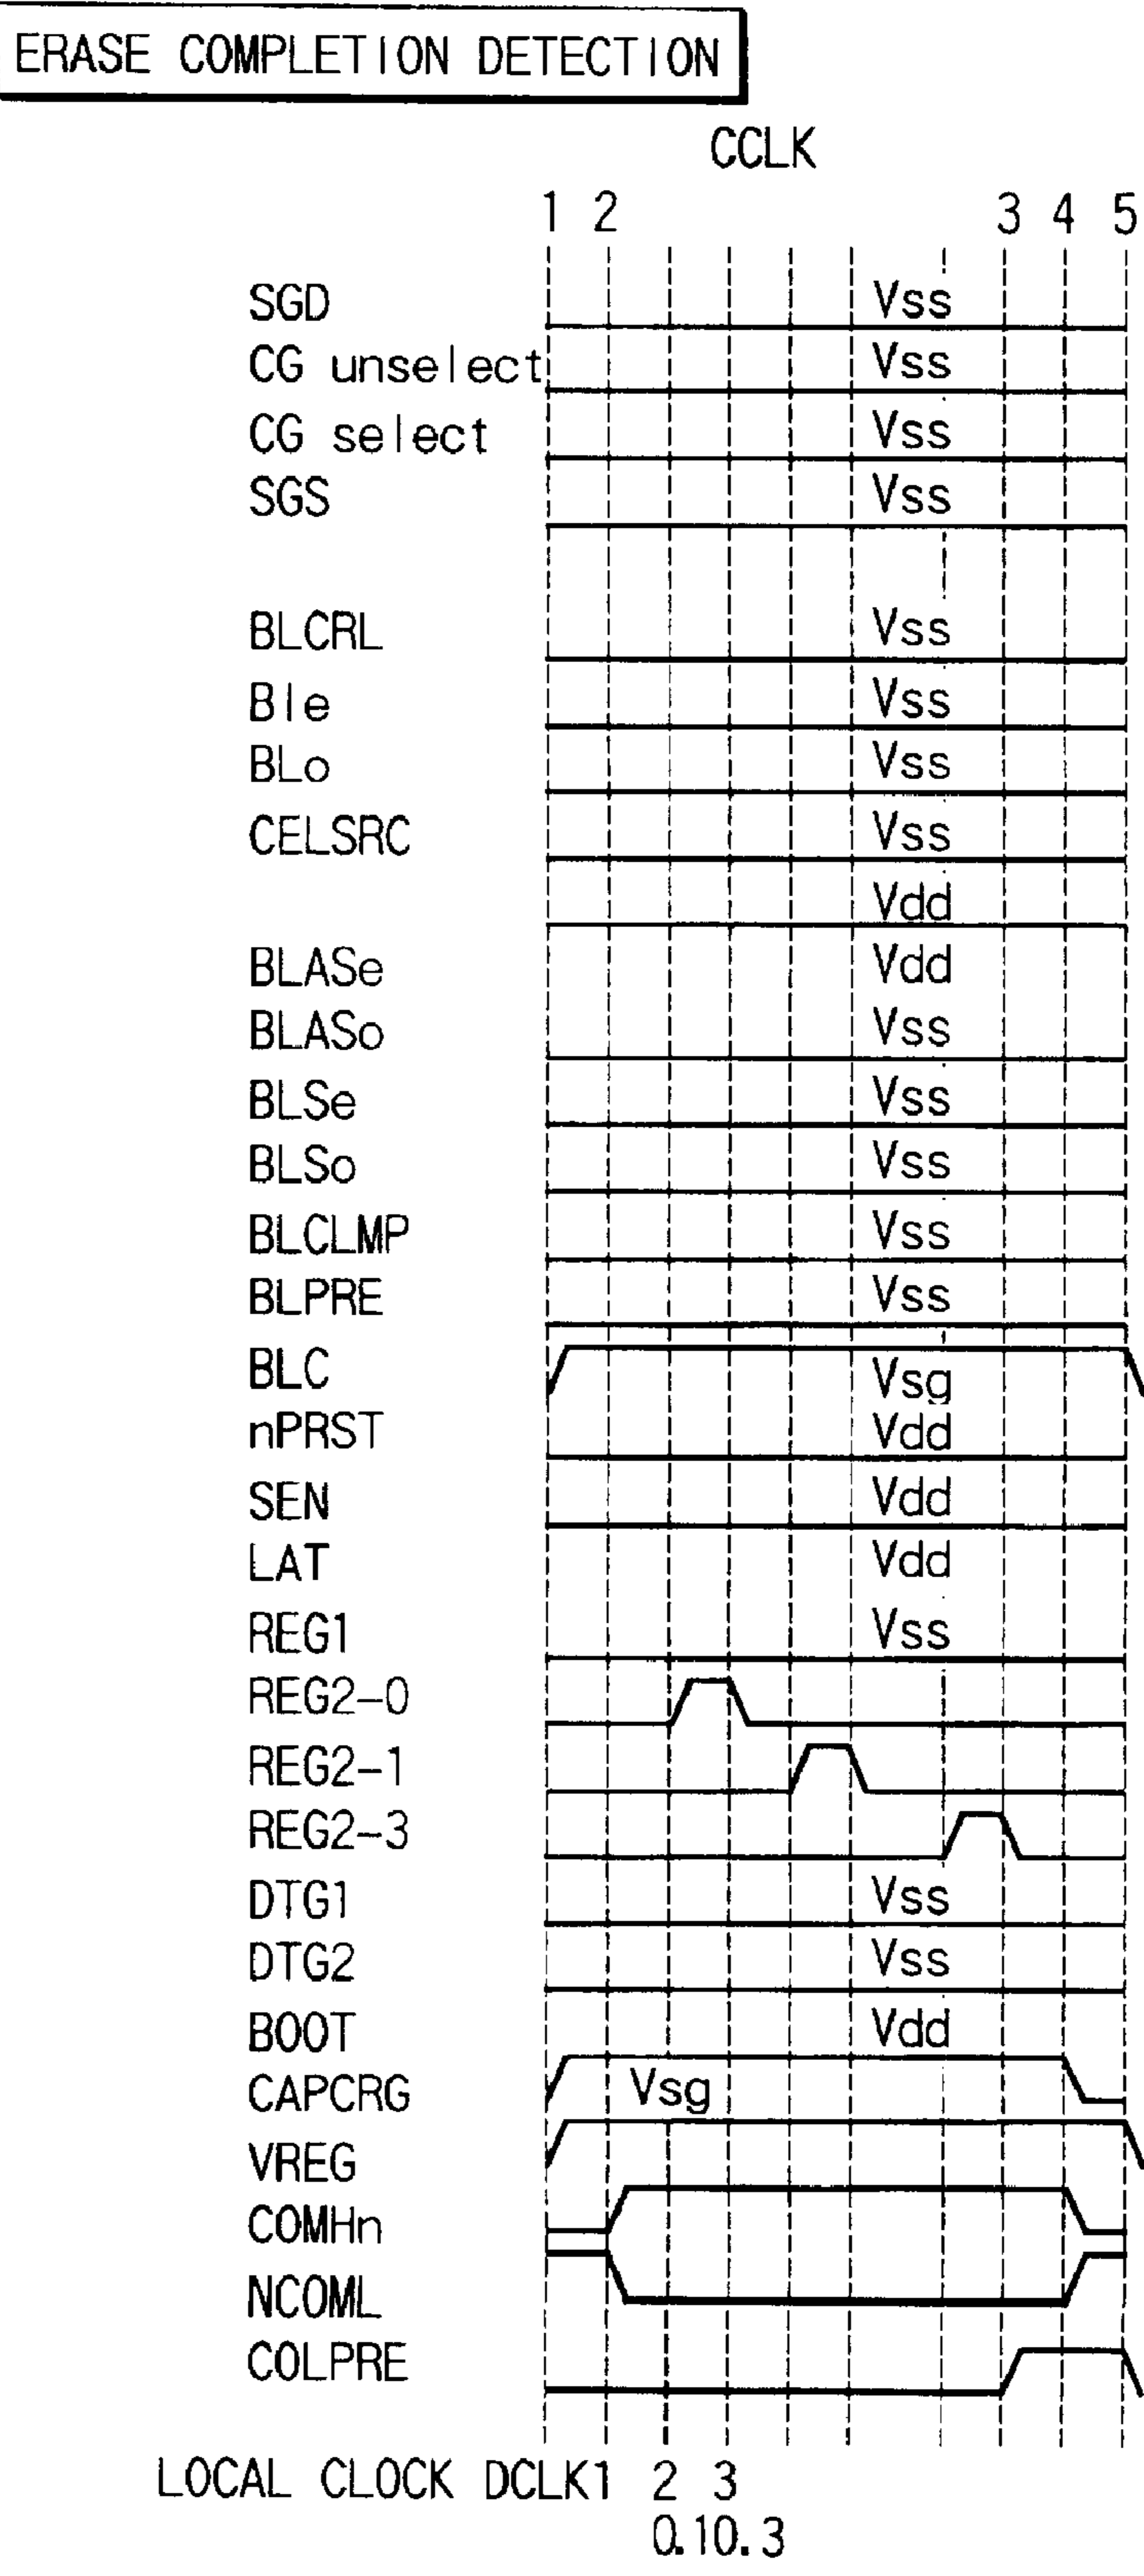 ERASE COMPLETION DETECTION
CCLK
1 2 3 4 5
SGD Vss
CG unselect Vss
CG select Vss
SGS Vss
BLCRL Vss
Ble Vss
BLo Vss
CELSRC Vss
Vdd
BLASe Vdd
BLASo Vss
BLSe Vss
BLSo Vss
BLCLMP Vss
BLPRE Vss
BLC Vsg
nPRST Vdd
SEN Vdd
LAT Vdd
REG1 Vss
REG2-0
REG2-1
REG2-3
DTG1 Vss
DTG2 Vss
BOOT Vdd
CAPCRG Vsg
VREG
COMHn
NCOML
COLPRE
LOCAL CLOCK DCLK1 2 3
0.10.3